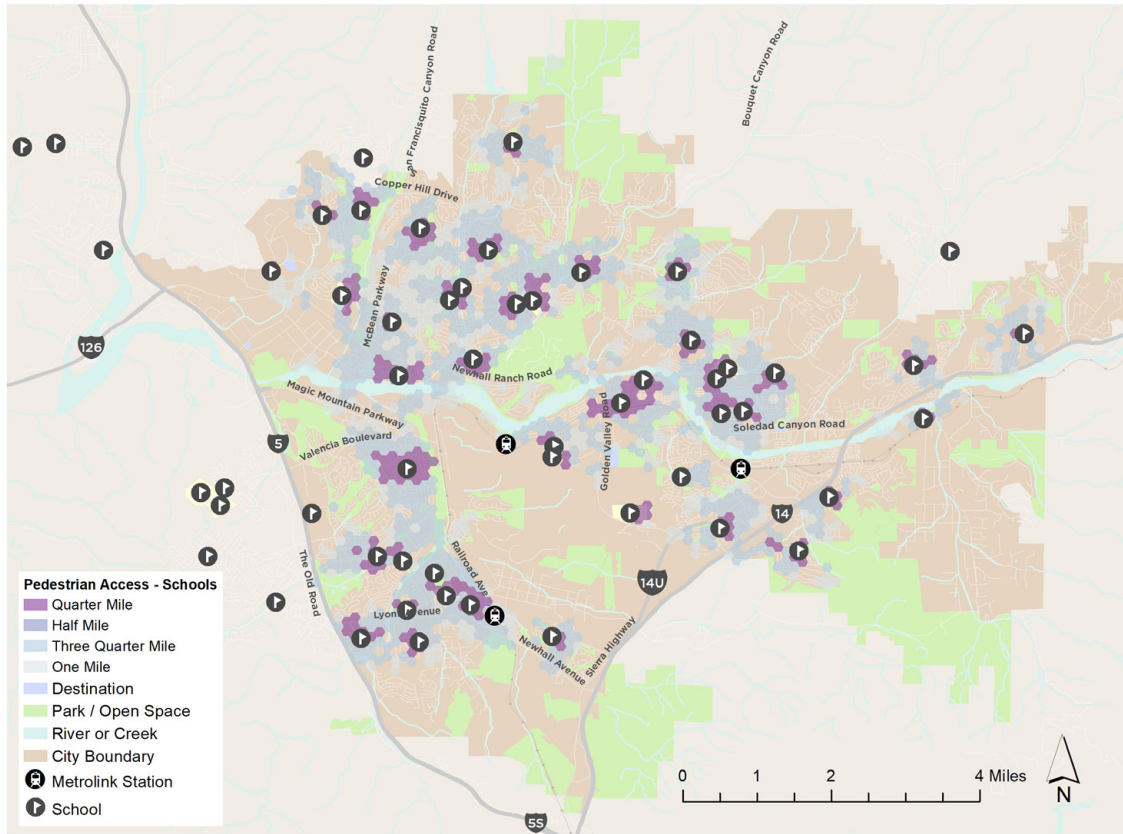 San Francisquito Canyon Road
Bouquet Canyon Road
Copper Hill Drive
McBean Parkway
126
Newhall Ranch Road
Magic Mountain Parkway
Golden Valley Road
Soledad Canyon Road
Valencia Boulevard
5
14
The Old Road
Railroad Ave
14U
Lyons Avenue
Newhall Avenue
Sierra Highway
Pedestrian Access - Schools
Quarter Mile
Half Mile
Three Quarter Mile
One Mile
Destination
Park / Open Space
River or Creek
City Boundary
Metrolink Station
School
0 1 2 4 Miles
N
5S